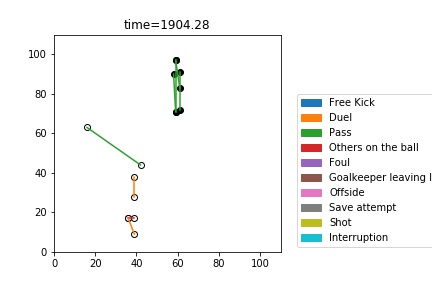 time=1904.28
100
80
60
40
20
0
0 20 40 60 80 100
Free Kick
Duel
Pass
Others on the ball
Foul
Goalkeeper leaving l
Offside
Save attempt
Shot
Interruption